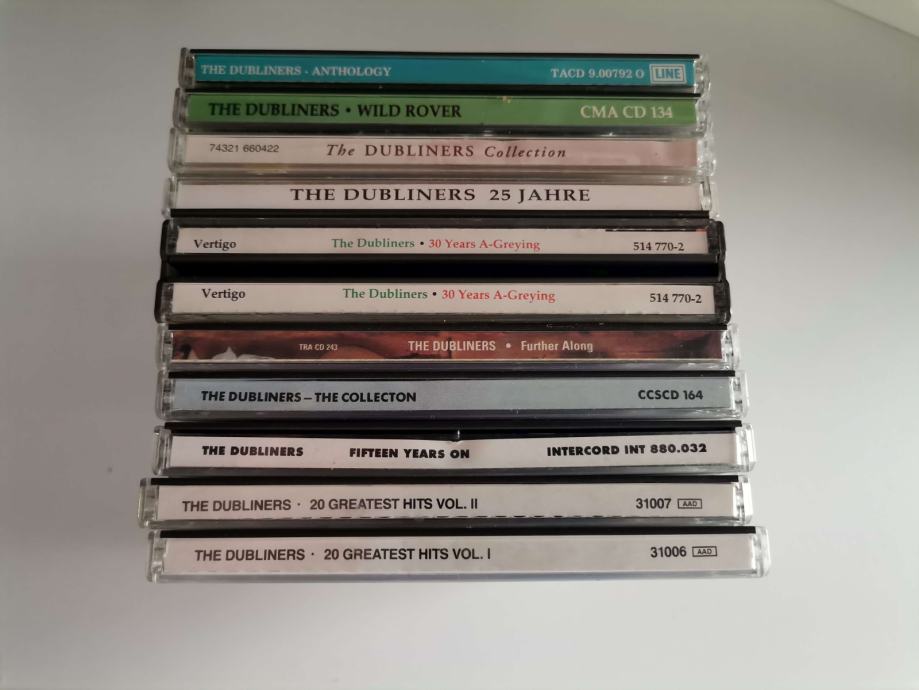 THE DUBLINERS · ANTHOLOGY TACD 9.00792 O LINE
THE DUBLINERS • WILD ROVER CMA CD 134
74321 660422 The DUBLINERS Collection
THE DUBLINERS 25 JAHRE
Vertigo The Dubliners • 30 Years A-Greying 514 770-2
Vertigo The Dubliners • 30 Years A-Greying 514 770-2
TRA CD 243 THE DUBLINERS • Further Along
THE DUBLINERS – THE COLLECTON CCSCD 164
THE DUBLINERS FIFTEEN YEARS ON INTERCORD INT 880.032
THE DUBLINERS · 20 GREATEST HITS VOL. II 31007 AAD
THE DUBLINERS · 20 GREATEST HITS VOL. I 31006 AAD